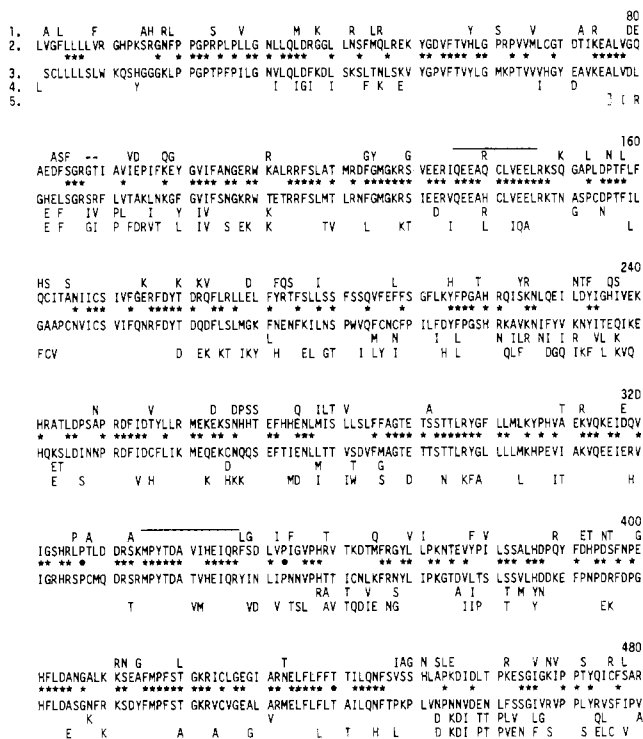 80
1. A L F AH RL S V M K R LR Y S V A R DE
2. LVGFLLLLVR GHPKSRGNFP PGPRPLPLLG NLLQLDRGGL LNSFMQLREK YGDVFTVHLG PRPVVMLCGT DTIKEALVGQ
3. SCLLLLSLW KQSHGGGKLP PGPTPFPILG NVLQLDFKDL SKSLTNLSKV YGPVFTVYLG MKPTVVVHGY EAVKEALVDL
4. L Y I IGI I F K E I D
5. I I R
160
ASF -- VD QG R GY G R K L N L
AEDFSGRGTI AVIEPIFKEY GVIFANGERW KALRRFSLAT MRDFGMGKRS VEERIQEEAQ CLVEELRKSQ GAPLDPTFLF
GHELSGRSRF LVTAKLNKGF GVIFSNGKRW TETRRFSLMT LRNFGMGKRS IEERVQEEAH CLVEELRKTN ASPCDPTFIL
E F IV PL I Y IV K D R G N
E F GI P FDRVT L IV S EK K TV L KT I L IQA
240
HS S K K KV D FQS I L H T YR NTF QS
QCITANIICS IVFGERFDYT DRQFLRLLEL FYRTFSLLSS FSSQVFEFFS GFLKYFPGAH RQISKNLQEI LDYIGHIVEK
GAAPCNVICS VIFQNRFDYT DQDFLSLMGK FNENFKILNS PWVQFCNCFP ILFDYFPGSH RKAVKNIFYV KNYITEQIKE
L M N I L N ILR NI I R VL K
FCV D EK KT IKY H EL GT I LY I H L QLF DGQ IKF L KVQ
320
N V D DPSS Q ILT V A T R E
HRATLDPSAP RDFIDTYLLR MEKEKSNHHT EFHHENLMIS LLSLFFAGTE TSSTTLRYGF LLMLKYPHVA EKVQKEIDQV
HQKSLDINNP RDFIDCFLIK MEQEKCNQQS EFTIENLLTT VSDVFMAGTE TTSTTLRYGL LLLMKHPEVI AKVQEEIERV
ET D M T G
E S V H K HKK MD I IW S D N KFA L IT H
400
P A A LG I F T Q V I F V R ET NT G
IGSHRLPTLD DRSKMPYTDA VIHEIQRFSD LVPIGVPHRV TKDTMFRGYL LPKNTEVYPI LSSALHDPQY FDHPDSFNPE
IGRHRSPCMQ DRSRMPYTDA TVHEIQRYIN LIPNNVPHTT ICNLKFRNYL IPKGTDVLTS LSSVLHDDKE FPNPDRFDPG
RA T V S A I T M YN
T VM VD V TSL AV TQDIE NG IIP T Y EK
480
RN G L T IAG N SLE R V NV S R L
HFLDANGALK KSEAFMPFST GKRICLGEGI ARNELFLFFT TILQNFSVSS HLAPKDIDLT PKESGIGKIP PTYQICFSAR
HFLDASGNFR KSDYFMPFST GKRVCVGEAL ARMELFLFLT AILQNFTPKP LVNPNNVDEN LFSSGIVRVP PLYRVSFIPV
K V D KDI TT PLV LG QL A
E K A A G L T H L D KDI PT PVEN F S S ELC V